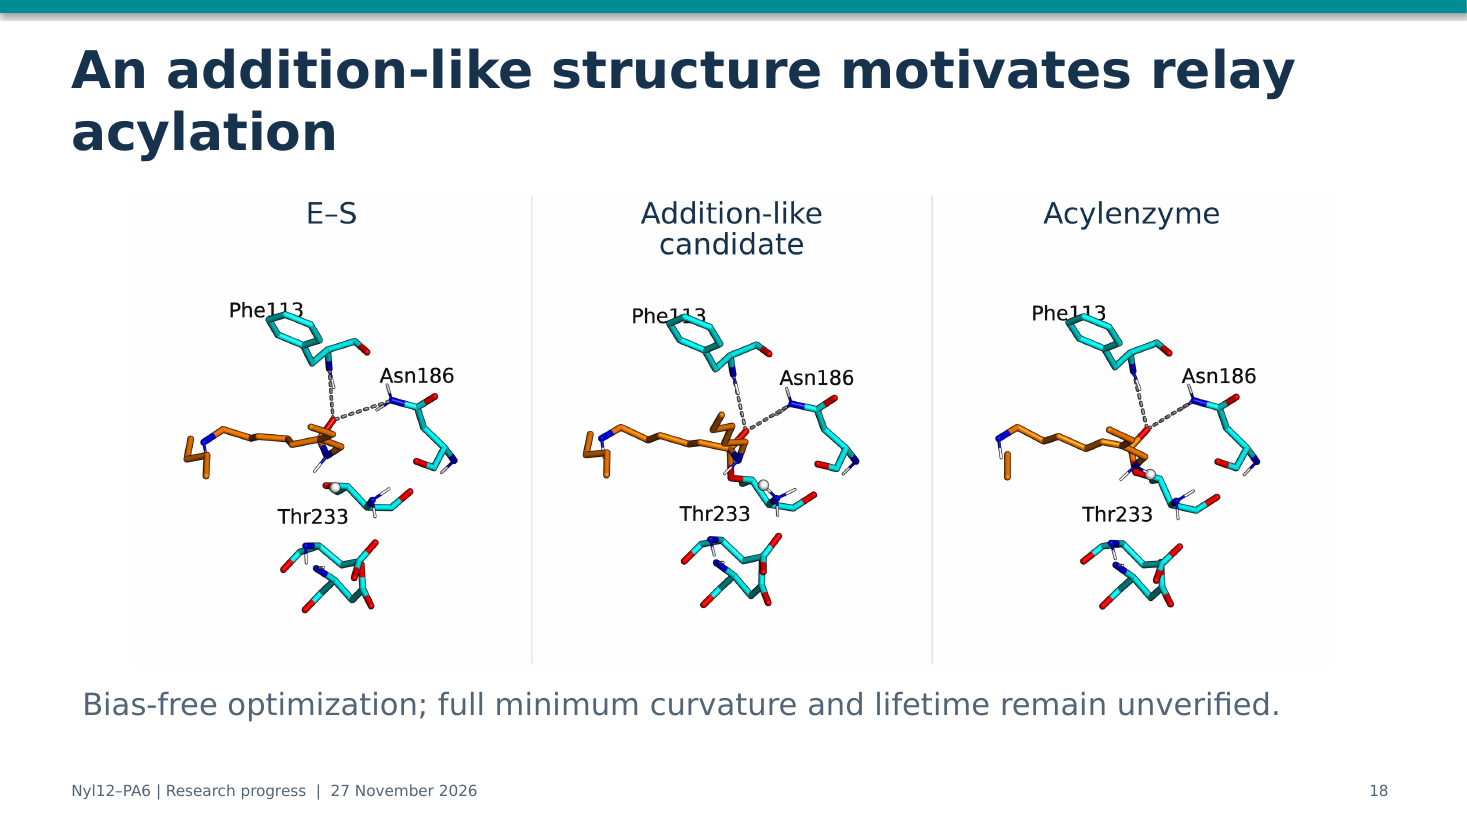 An addition-like structure motivates relay
acylation
E–S
Addition-like
candidate
Acylenzyme
Phe113
Asn186
Thr233
Phe113
Asn186
Thr233
Phe113
Asn186
Thr233
Bias-free optimization; full minimum curvature and lifetime remain unverified.
Nyl12–PA6 | Research progress | 27 November 2026
18